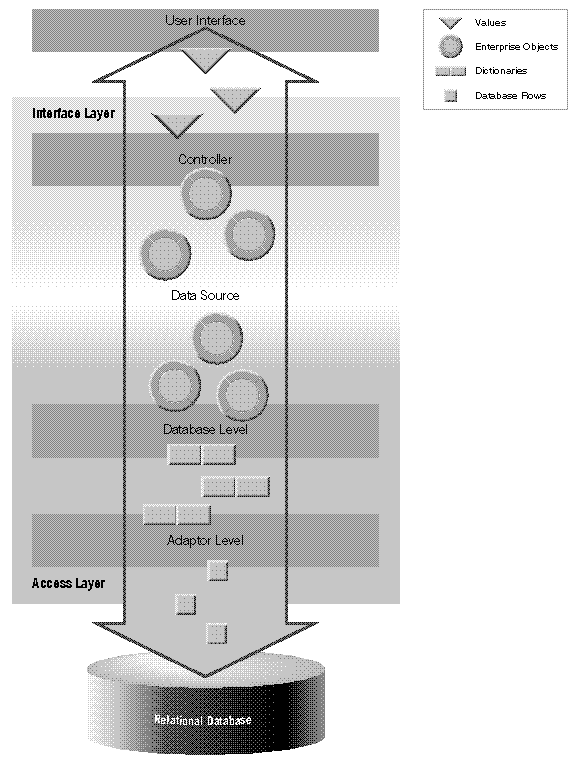 User Interface
Values
Enterprise Objects
Dictionaries
Database Rows
Interface Layer
Controller
Data Source
Database Level
Adaptor Level
Access Layer
Relational Database